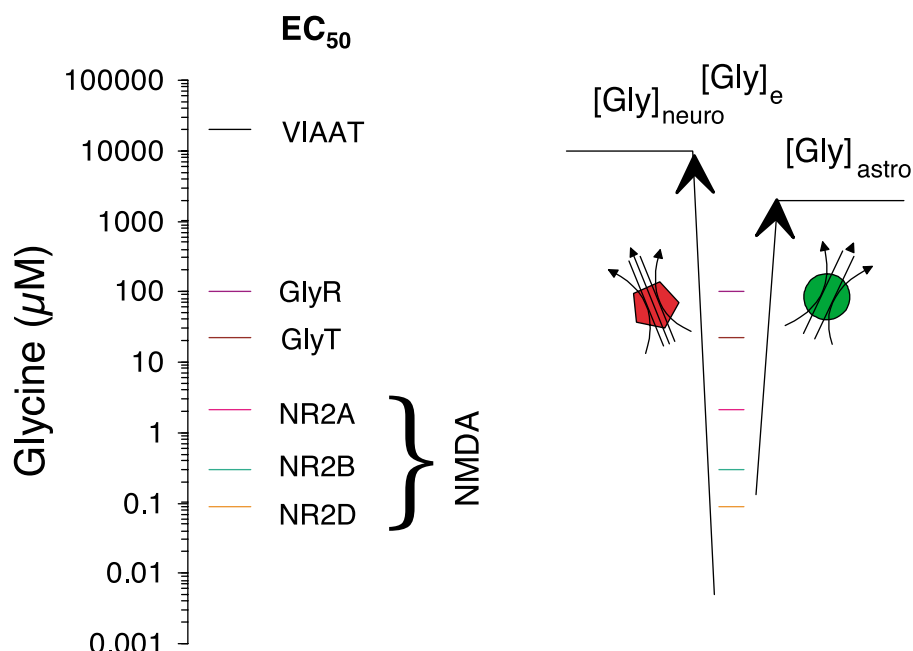 EC50
100000
10000
1000
100
10
1
0.1
0.01
0.001
Glycine (µM)
VIAAT
GlyR
GlyT
NR2A
NR2B
NR2D
NMDA
[Gly]neuro
[Gly]e
[Gly]astro